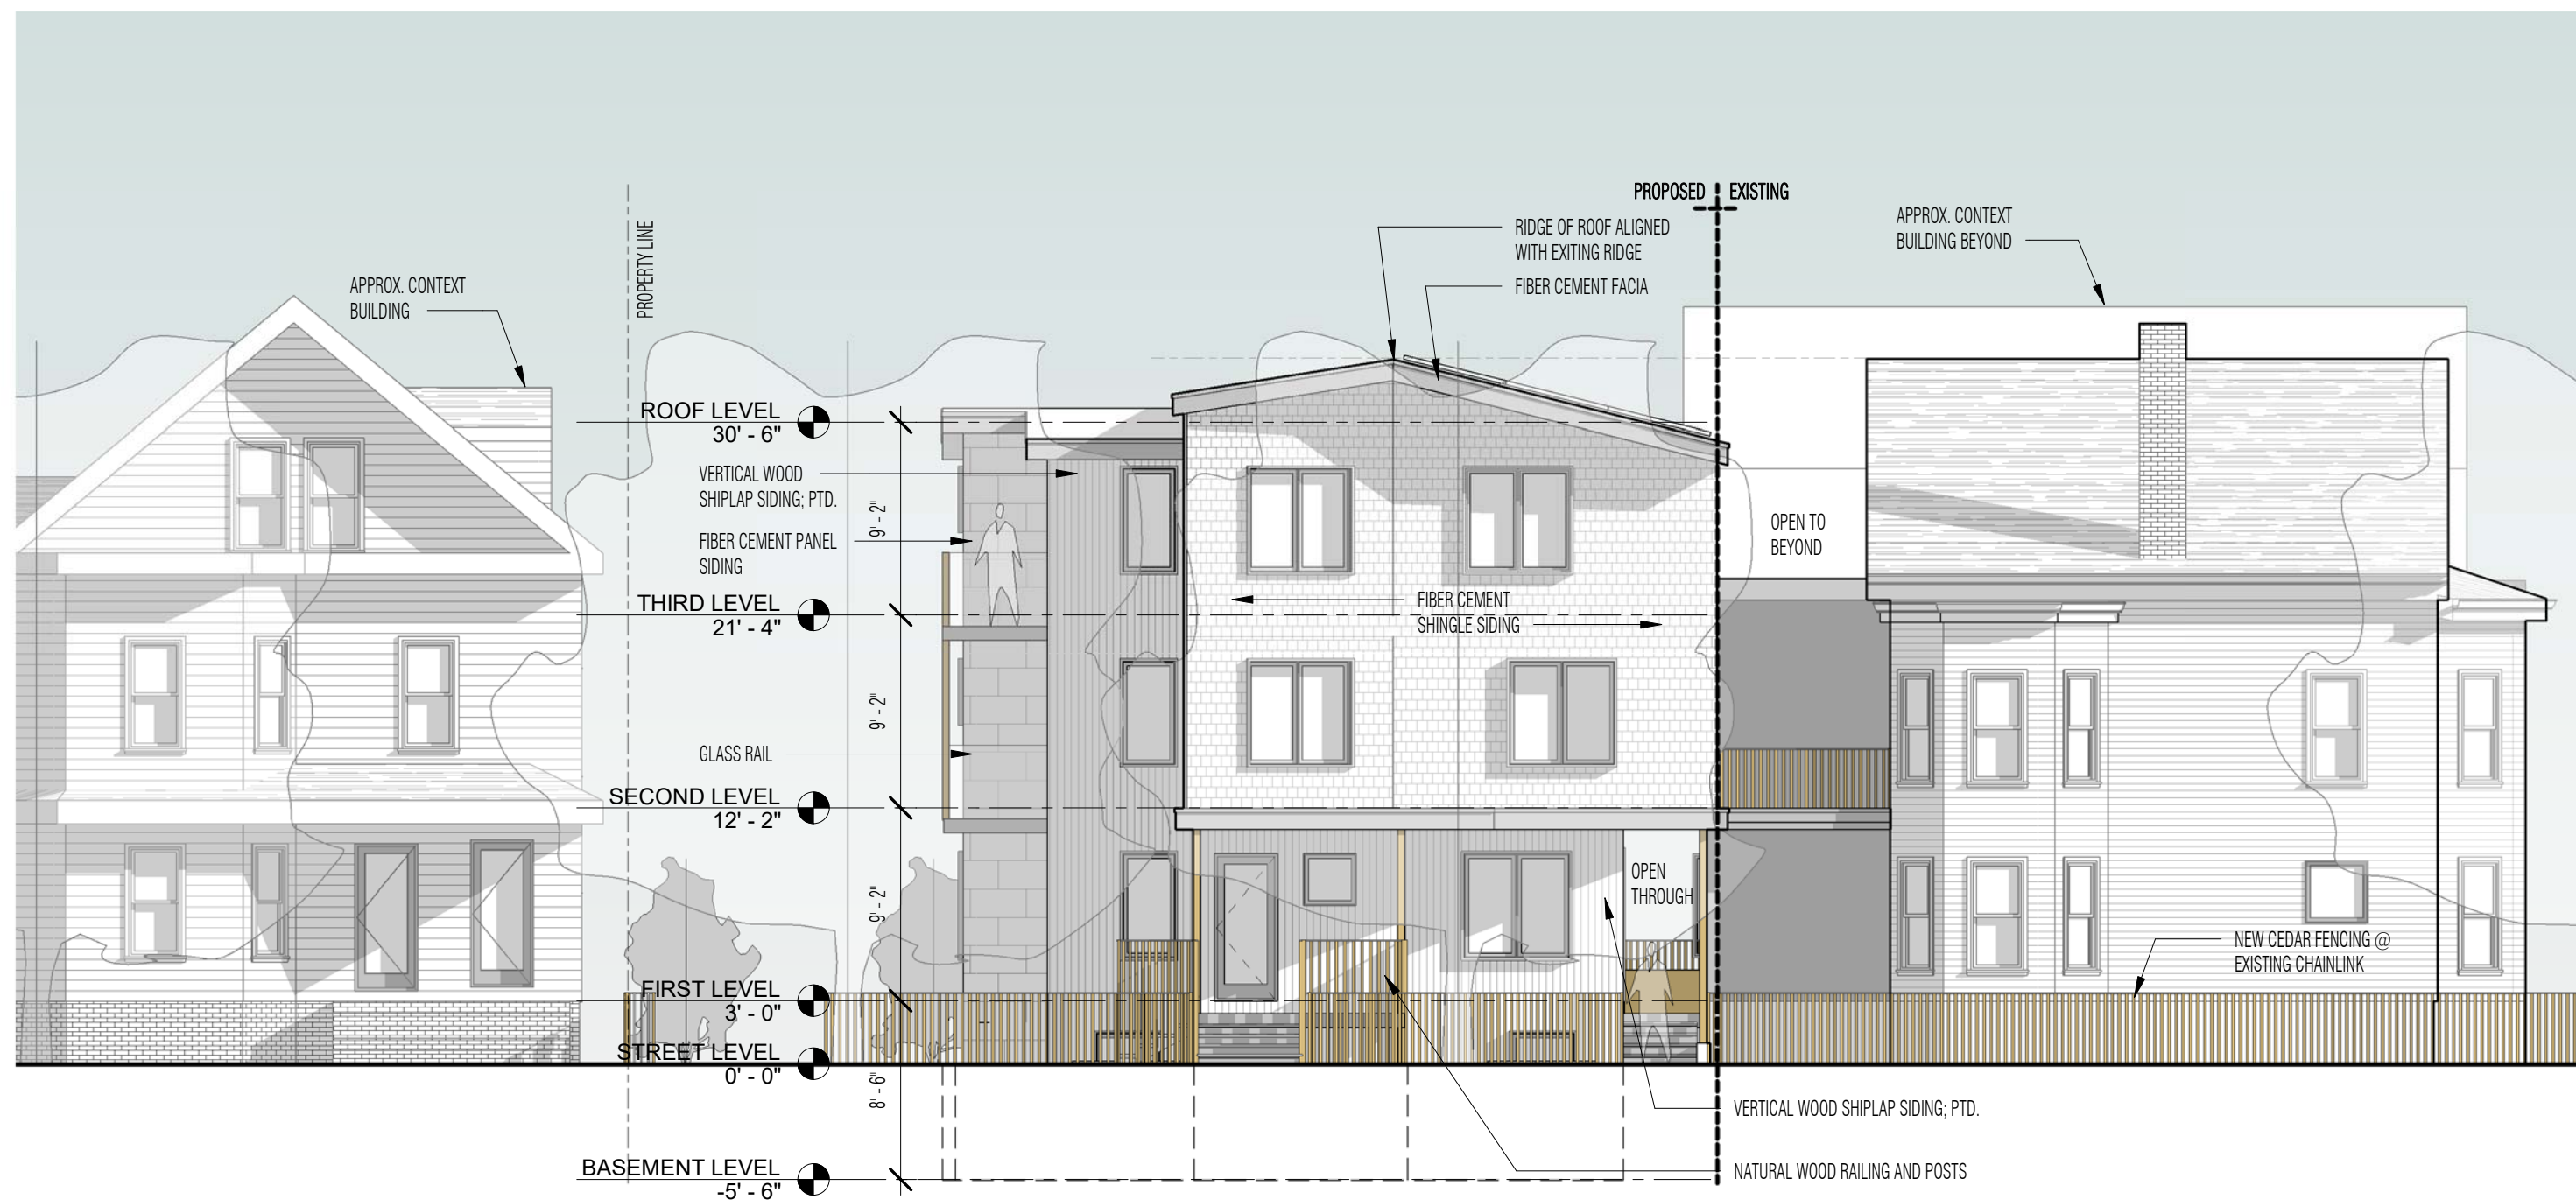 PROPOSED EXISTING
RIDGE OF ROOF ALIGNED
WITH EXITING RIDGE
FIBER CEMENT FACIA
APPROX. CONTEXT
BUILDING BEYOND
PROPERTY LINE
APPROX. CONTEXT
BUILDING
ROOF LEVEL
30' - 6"
VERTICAL WOOD
SHIPLAP SIDING; PTD.
9' - 2"
FIBER CEMENT PANEL
SIDING
OPEN TO
BEYOND
THIRD LEVEL
21' - 4"
FIBER CEMENT
SHINGLE SIDING
9' - 2"
GLASS RAIL
SECOND LEVEL
12' - 2"
OPEN
THROUGH
9' - 2"
NEW CEDAR FENCING @
EXISTING CHAINLINK
FIRST LEVEL
3' - 0"
STREET LEVEL
0' - 0"
8' - 6"
VERTICAL WOOD SHIPLAP SIDING; PTD.
NATURAL WOOD RAILING AND POSTS
BASEMENT LEVEL
-5' - 6"